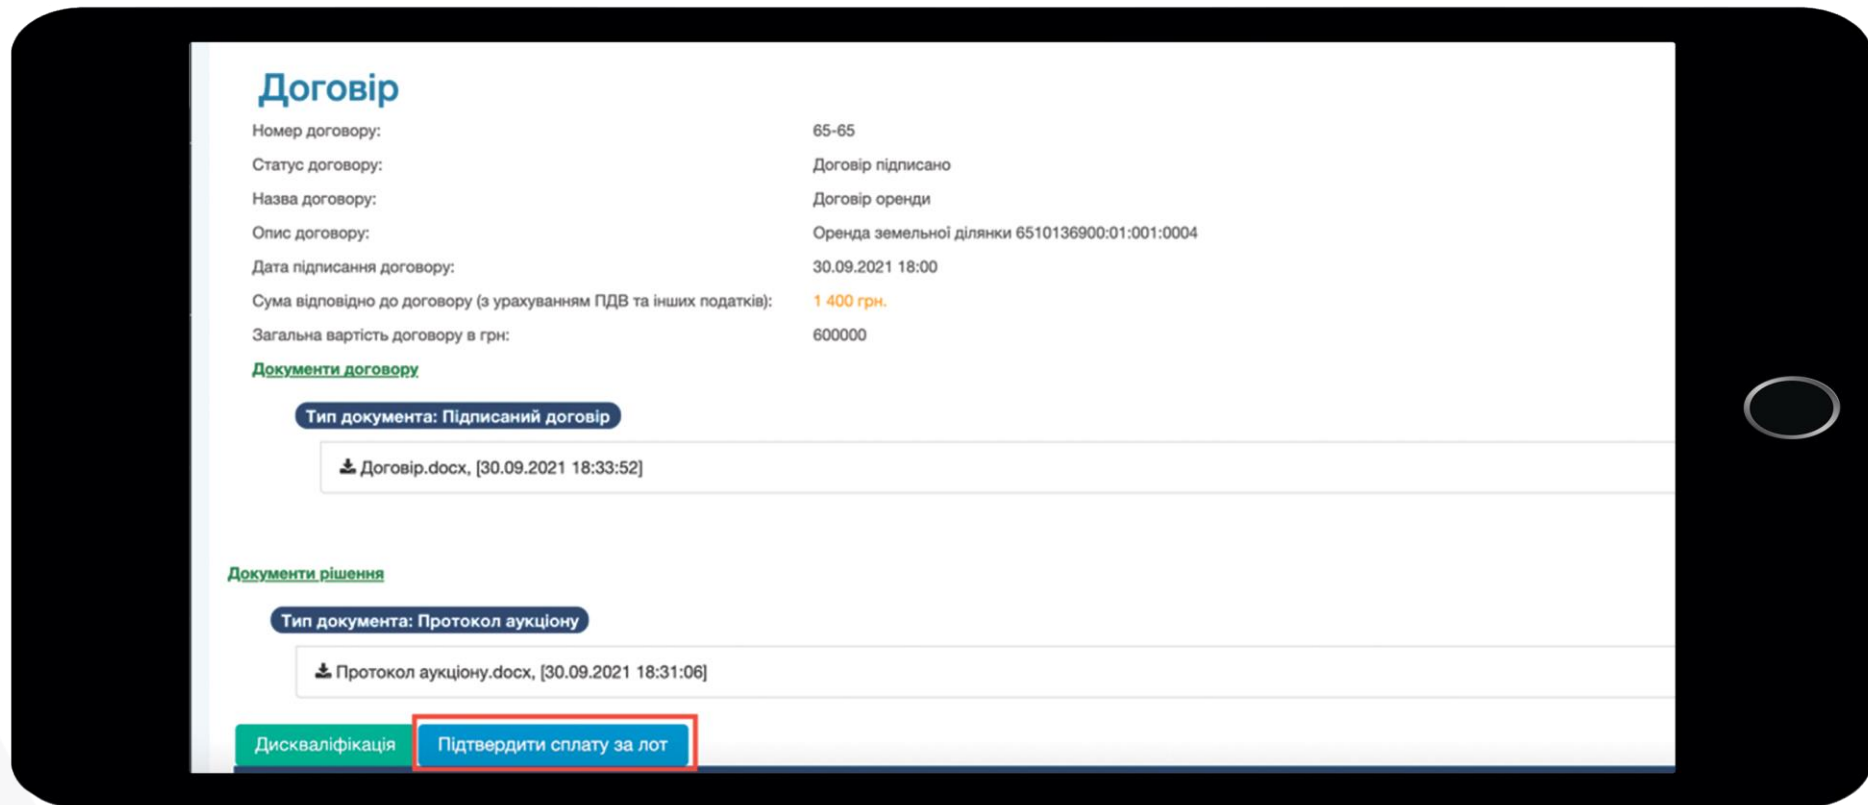 Договір
Номер договору: 65-65
Статус договору: Договір підписано
Назва договору: Договір оренди
Опис договору: Оренда земельної ділянки 6510136900:01:001:0004
Дата підписання договору: 30.09.2021 18:00
Сума відповідно до договору (з урахуванням ПДВ та інших податків): 1 400 грн.
Загальна вартість договору в грн: 600000
Документи договору
Тип документа: Підписаний договір
Договір.docx, [30.09.2021 18:33:52]
Документи рішення
Тип документа: Протокол аукціону
Протокол аукціону.docx, [30.09.2021 18:31:06]
Дискваліфікація Підтвердити сплату за лот